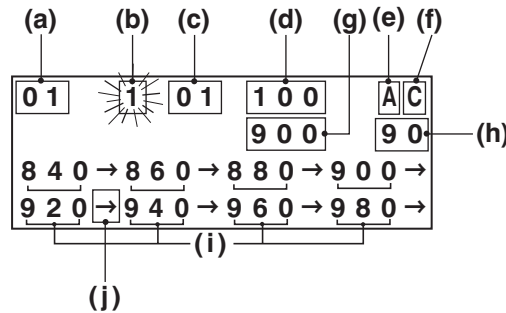 (a) (b) (c) (d) (g) (e) (f)
01 1 01 100 A C
900 90 (h)
840 → 860 → 880 → 900 →
920 → 940 → 960 → 980 →
(i)
(j)